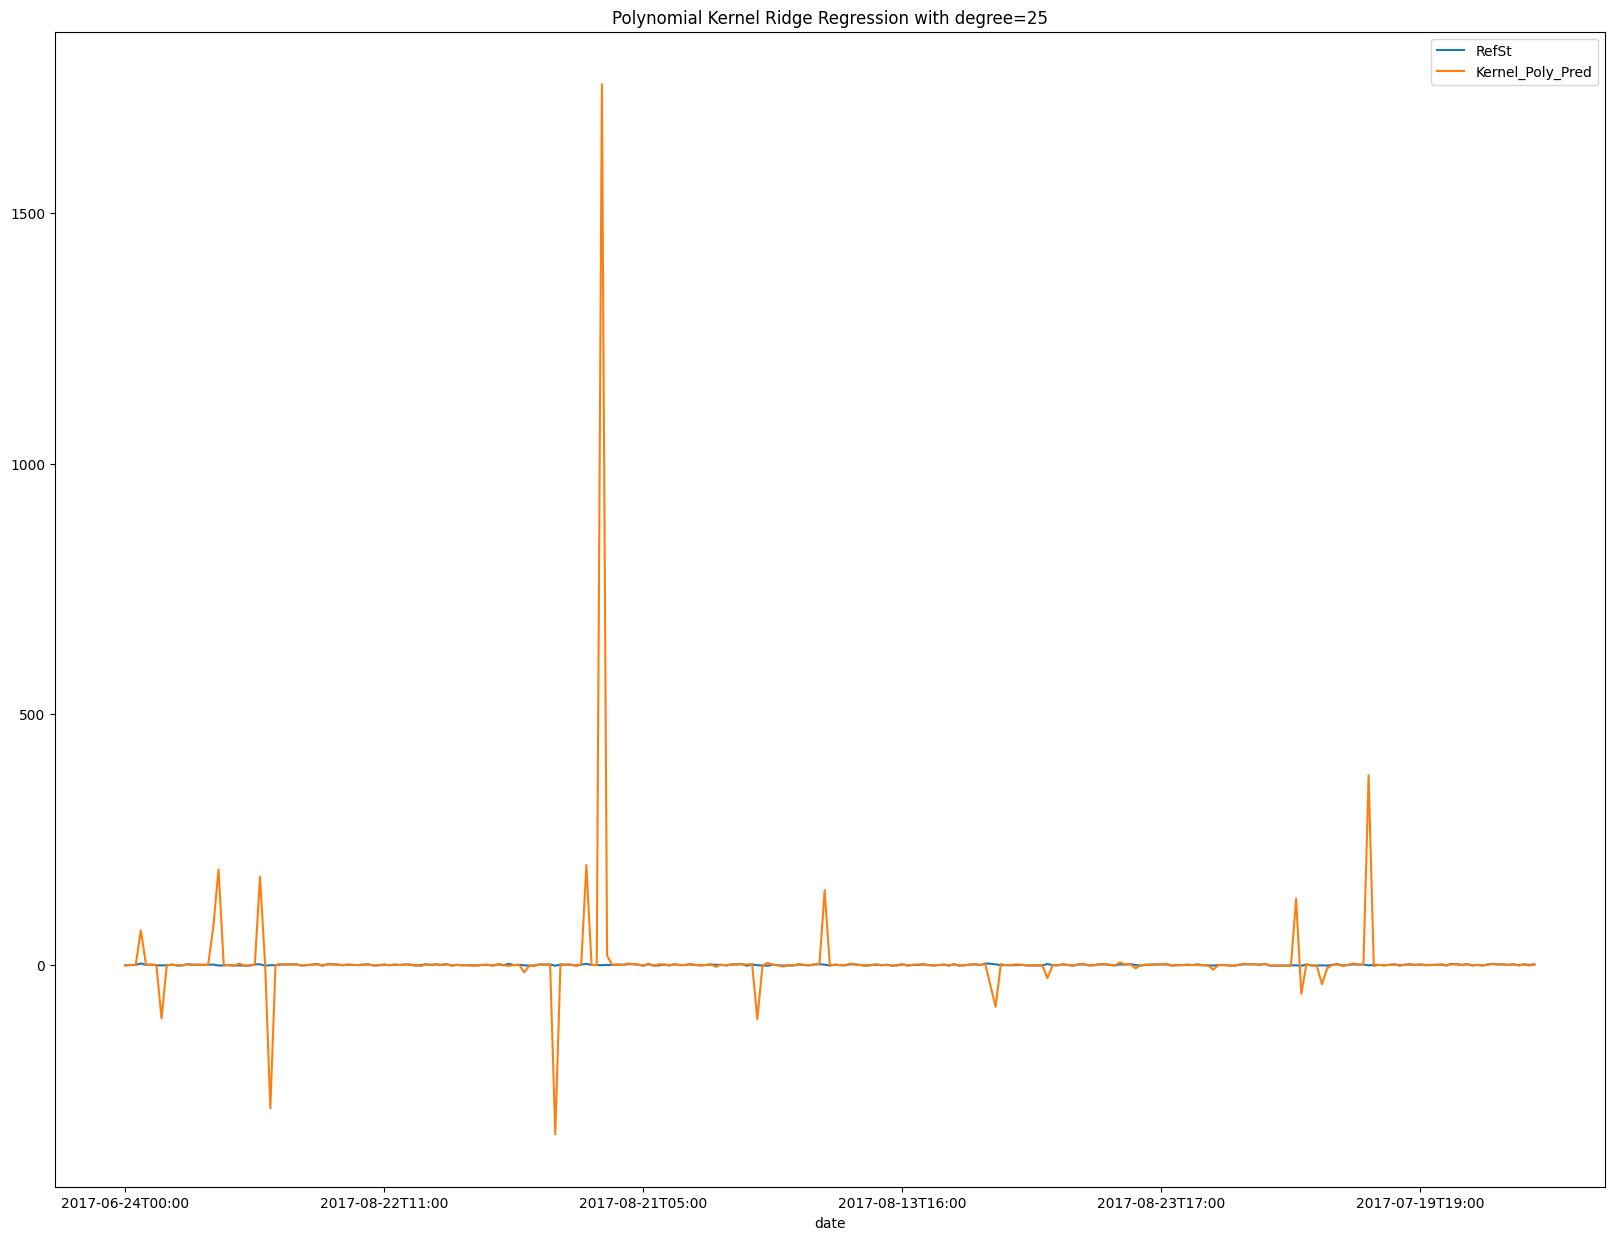 Polynomial Kernel Ridge Regression with degree=25
RefSt
Kernel_Poly_Pred
1500
1000
500
0
2017-06-24T00:00
2017-08-22T11:00
2017-08-21T05:00
2017-08-13T16:00
2017-08-23T17:00
2017-07-19T19:00
date